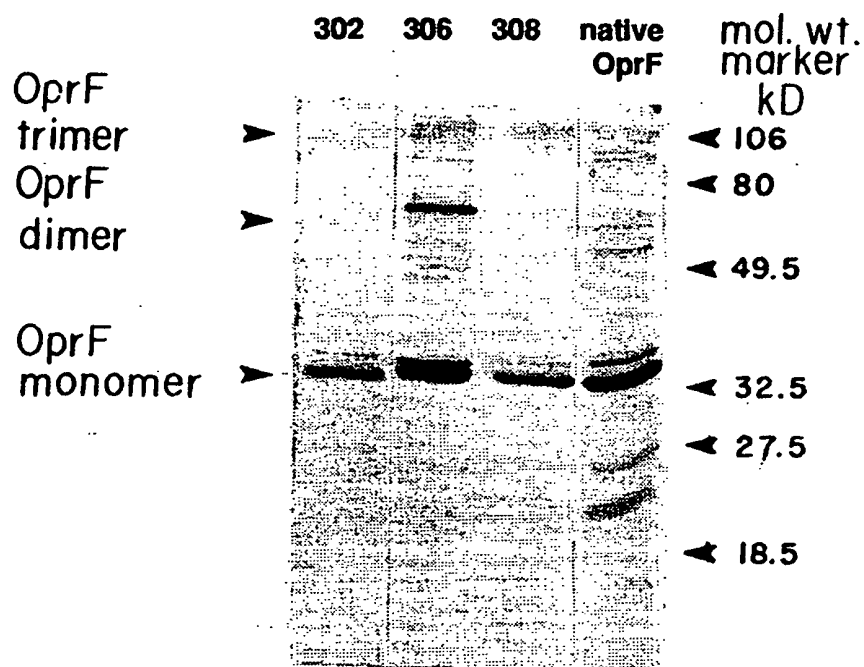 302 306 308 native OprF
mol. wt. marker kD
OprF trimer
OprF dimer
OprF monomer
106
80
49.5
32.5
27.5
18.5